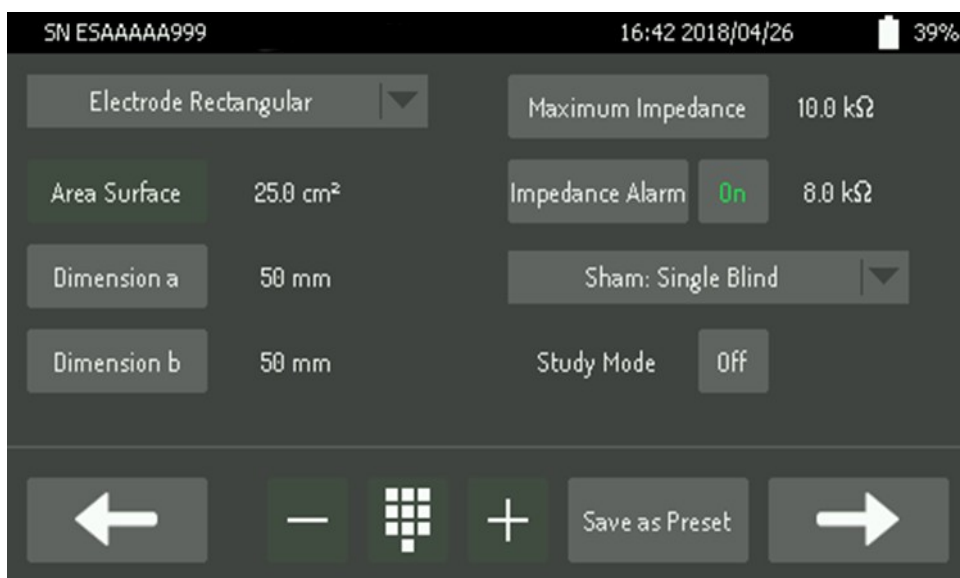 SN ESAAAAA999 16:42 2018/04/26 39%
Electrode Rectangular
Maximum Impedance 10.0 kΩ
Area Surface 25.0 cm²
Impedance Alarm On 8.0 kΩ
Dimension a 50 mm
Sham: Single Blind
Dimension b 50 mm
Study Mode Off
Save as Preset